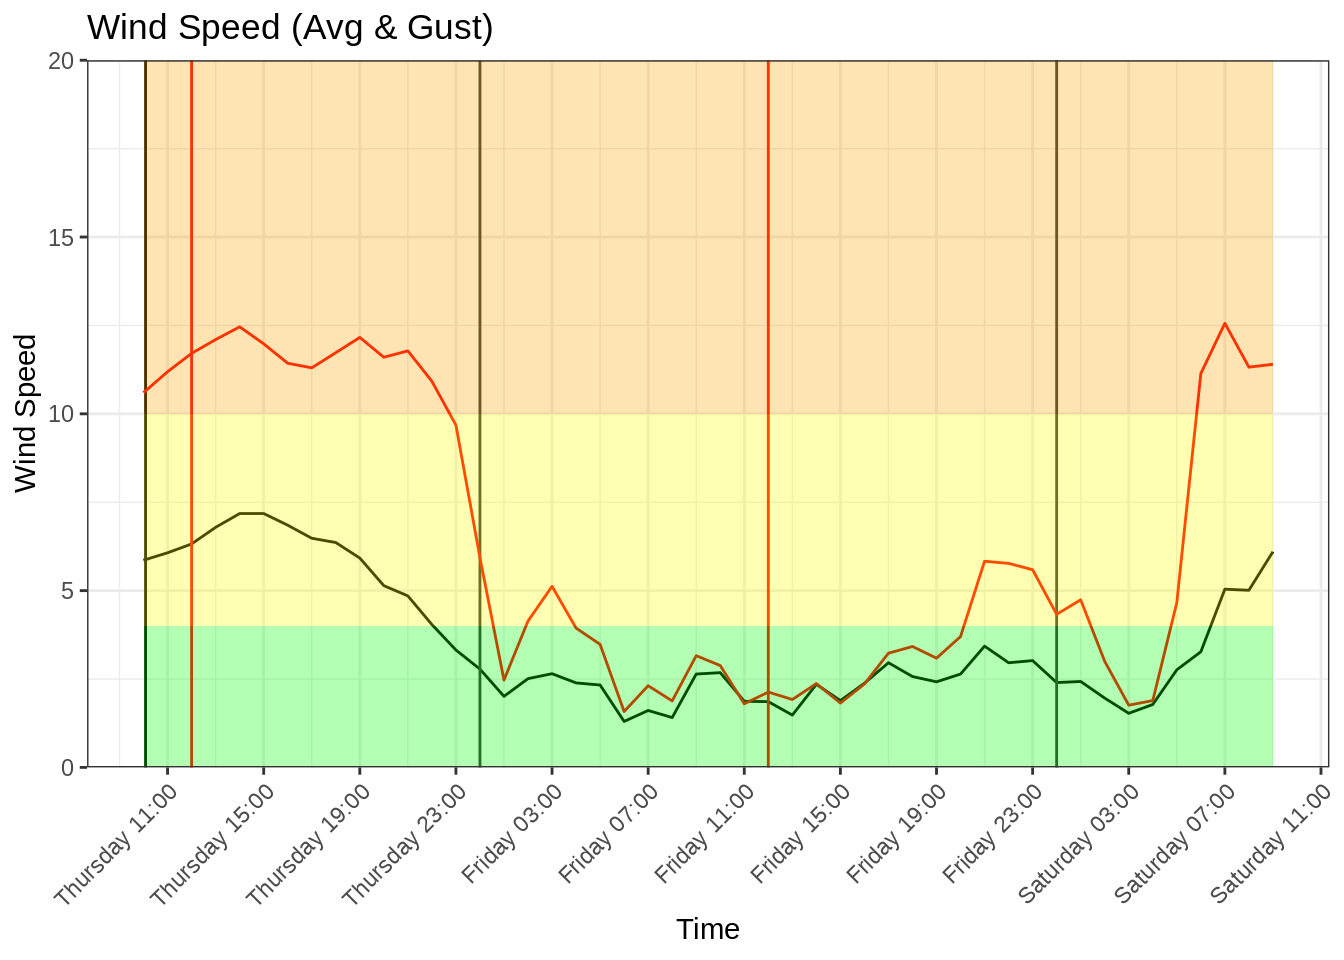 Wind Speed (Avg & Gust)
20
15
10
5
0
Wind Speed
Thursday 11:00
Thursday 15:00
Thursday 19:00
Thursday 23:00
Friday 03:00
Friday 07:00
Friday 11:00
Friday 15:00
Friday 19:00
Friday 23:00
Saturday 03:00
Saturday 07:00
Saturday 11:00
Time